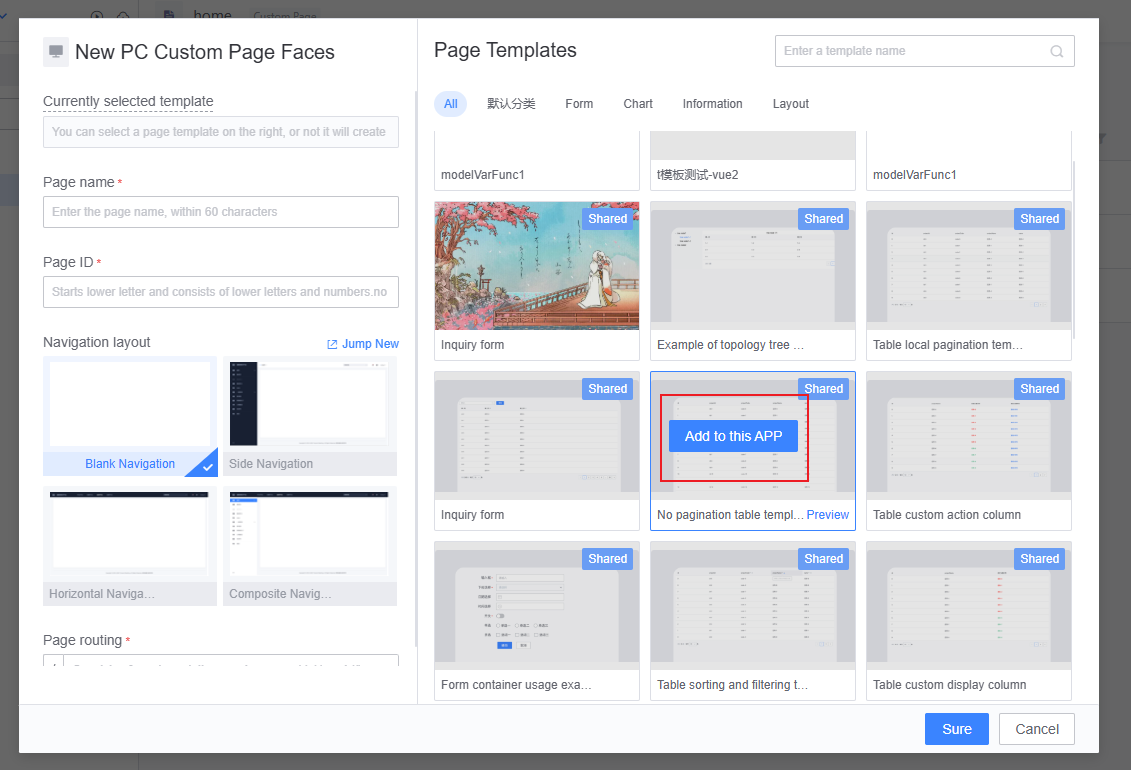 home
Custom Page
New PC Custom Page Faces
Currently selected template
You can select a page template on the right, or not it will create
Page name *
Enter the page name, within 60 characters
Page ID *
Starts lower letter and consists of lower letters and numbers.no
Navigation layout
Jump New
Blank Navigation
Side Navigation
Horizontal Naviga...
Composite Navig...
Page routing *
Page Templates
Enter a template name
All
默认分类
Form
Chart
Information
Layout
modelVarFunc1
t模板测试-vue2
modelVarFunc1
Shared
Shared
Shared
Inquiry form
Example of topology tree ...
Table local pagination tem...
Shared
Shared
Shared
Add to this APP
Inquiry form
No pagination table templ...
Preview
Table custom action column
Shared
Shared
Shared
Form container usage exa...
Table sorting and filtering t...
Table custom display column
Sure
Cancel